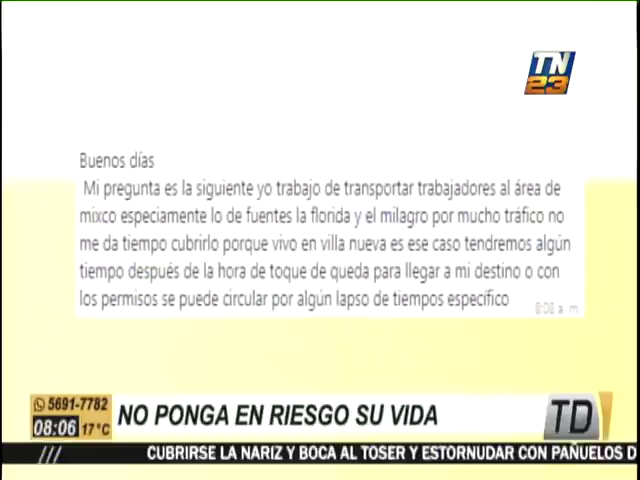 TN
23
Buenos días
Mi pregunta es la siguiente yo trabajo de transportar trabajadores al área de
mixco especiamente lo de fuentes la florida y el milagro por mucho tráfico no
me da tiempo cubrirlo porque vivo en villa nueva es ese caso tendremos algún
tiempo después de la hora de toque de queda para llegar a mi destino o con
los permisos se puede circular por algún lapso de tiempos específico
8:08 a. m.
5691-7782
NO PONGA EN RIESGO SU VIDA
TD
08:06 17°C
CUBRIRSE LA NARIZ Y BOCA AL TOSER Y ESTORNUDAR CON PAÑUELOS D